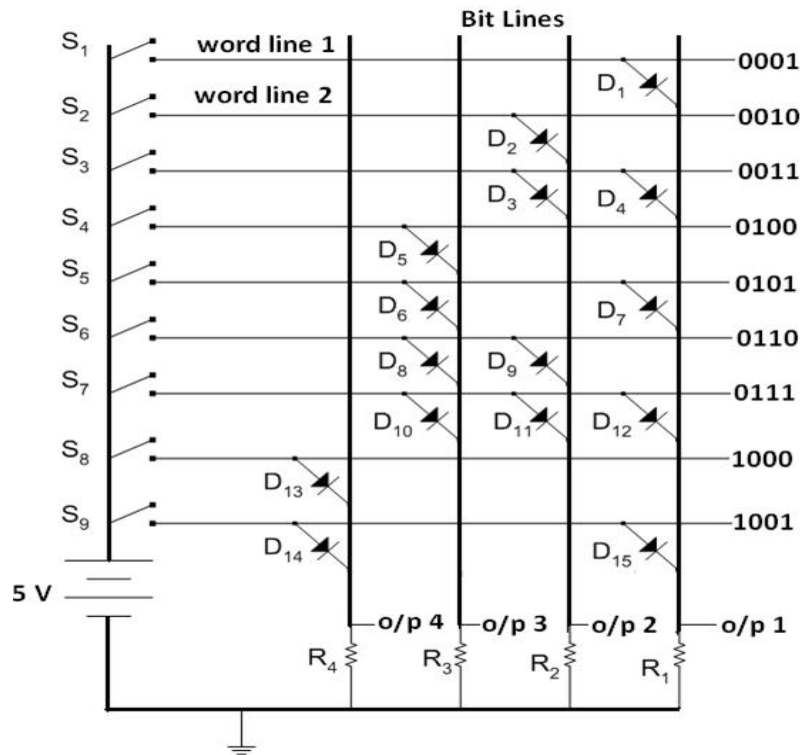 Bit Lines
S1 word line 1 D1 0001
S2 word line 2 D2 0010
S3 D3 D4 0011
S4 D5 0100
S5 D6 D7 0101
S6 D8 D9 0110
S7 D10 D11 D12 0111
S8 D13 1000
S9 D14 D15 1001
5 V
o/p 4 o/p 3 o/p 2 o/p 1
R4 R3 R2 R1